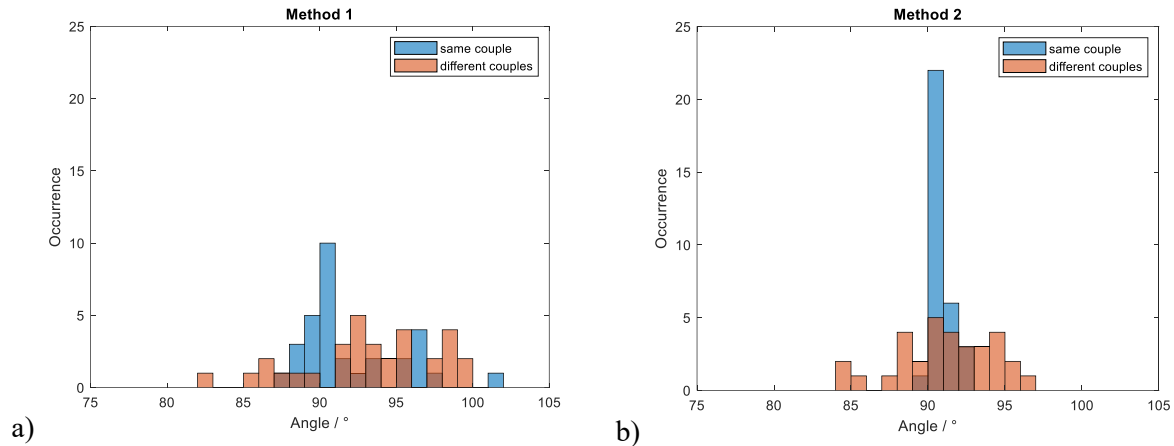 Method 1
25
20
15
10
5
0
Occurrence
75
80
85
90
95
100
105
Angle / °
same couple
different couples
a)
Method 2
25
20
15
10
5
0
Occurrence
75
80
85
90
95
100
105
Angle / °
same couple
different couples
b)